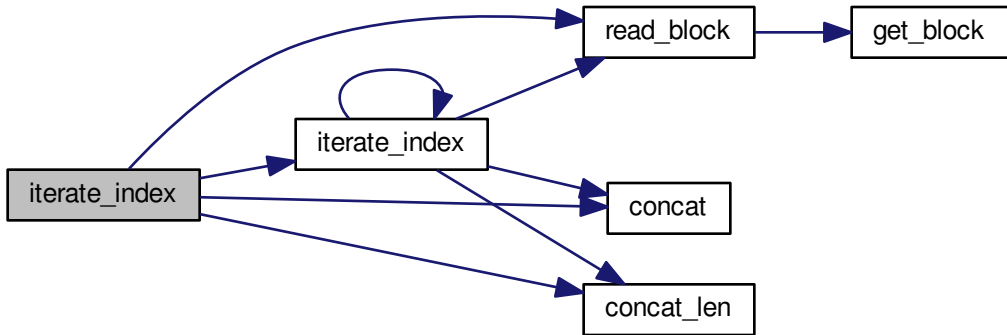 read_block
get_block
iterate_index
iterate_index
concat
concat_len